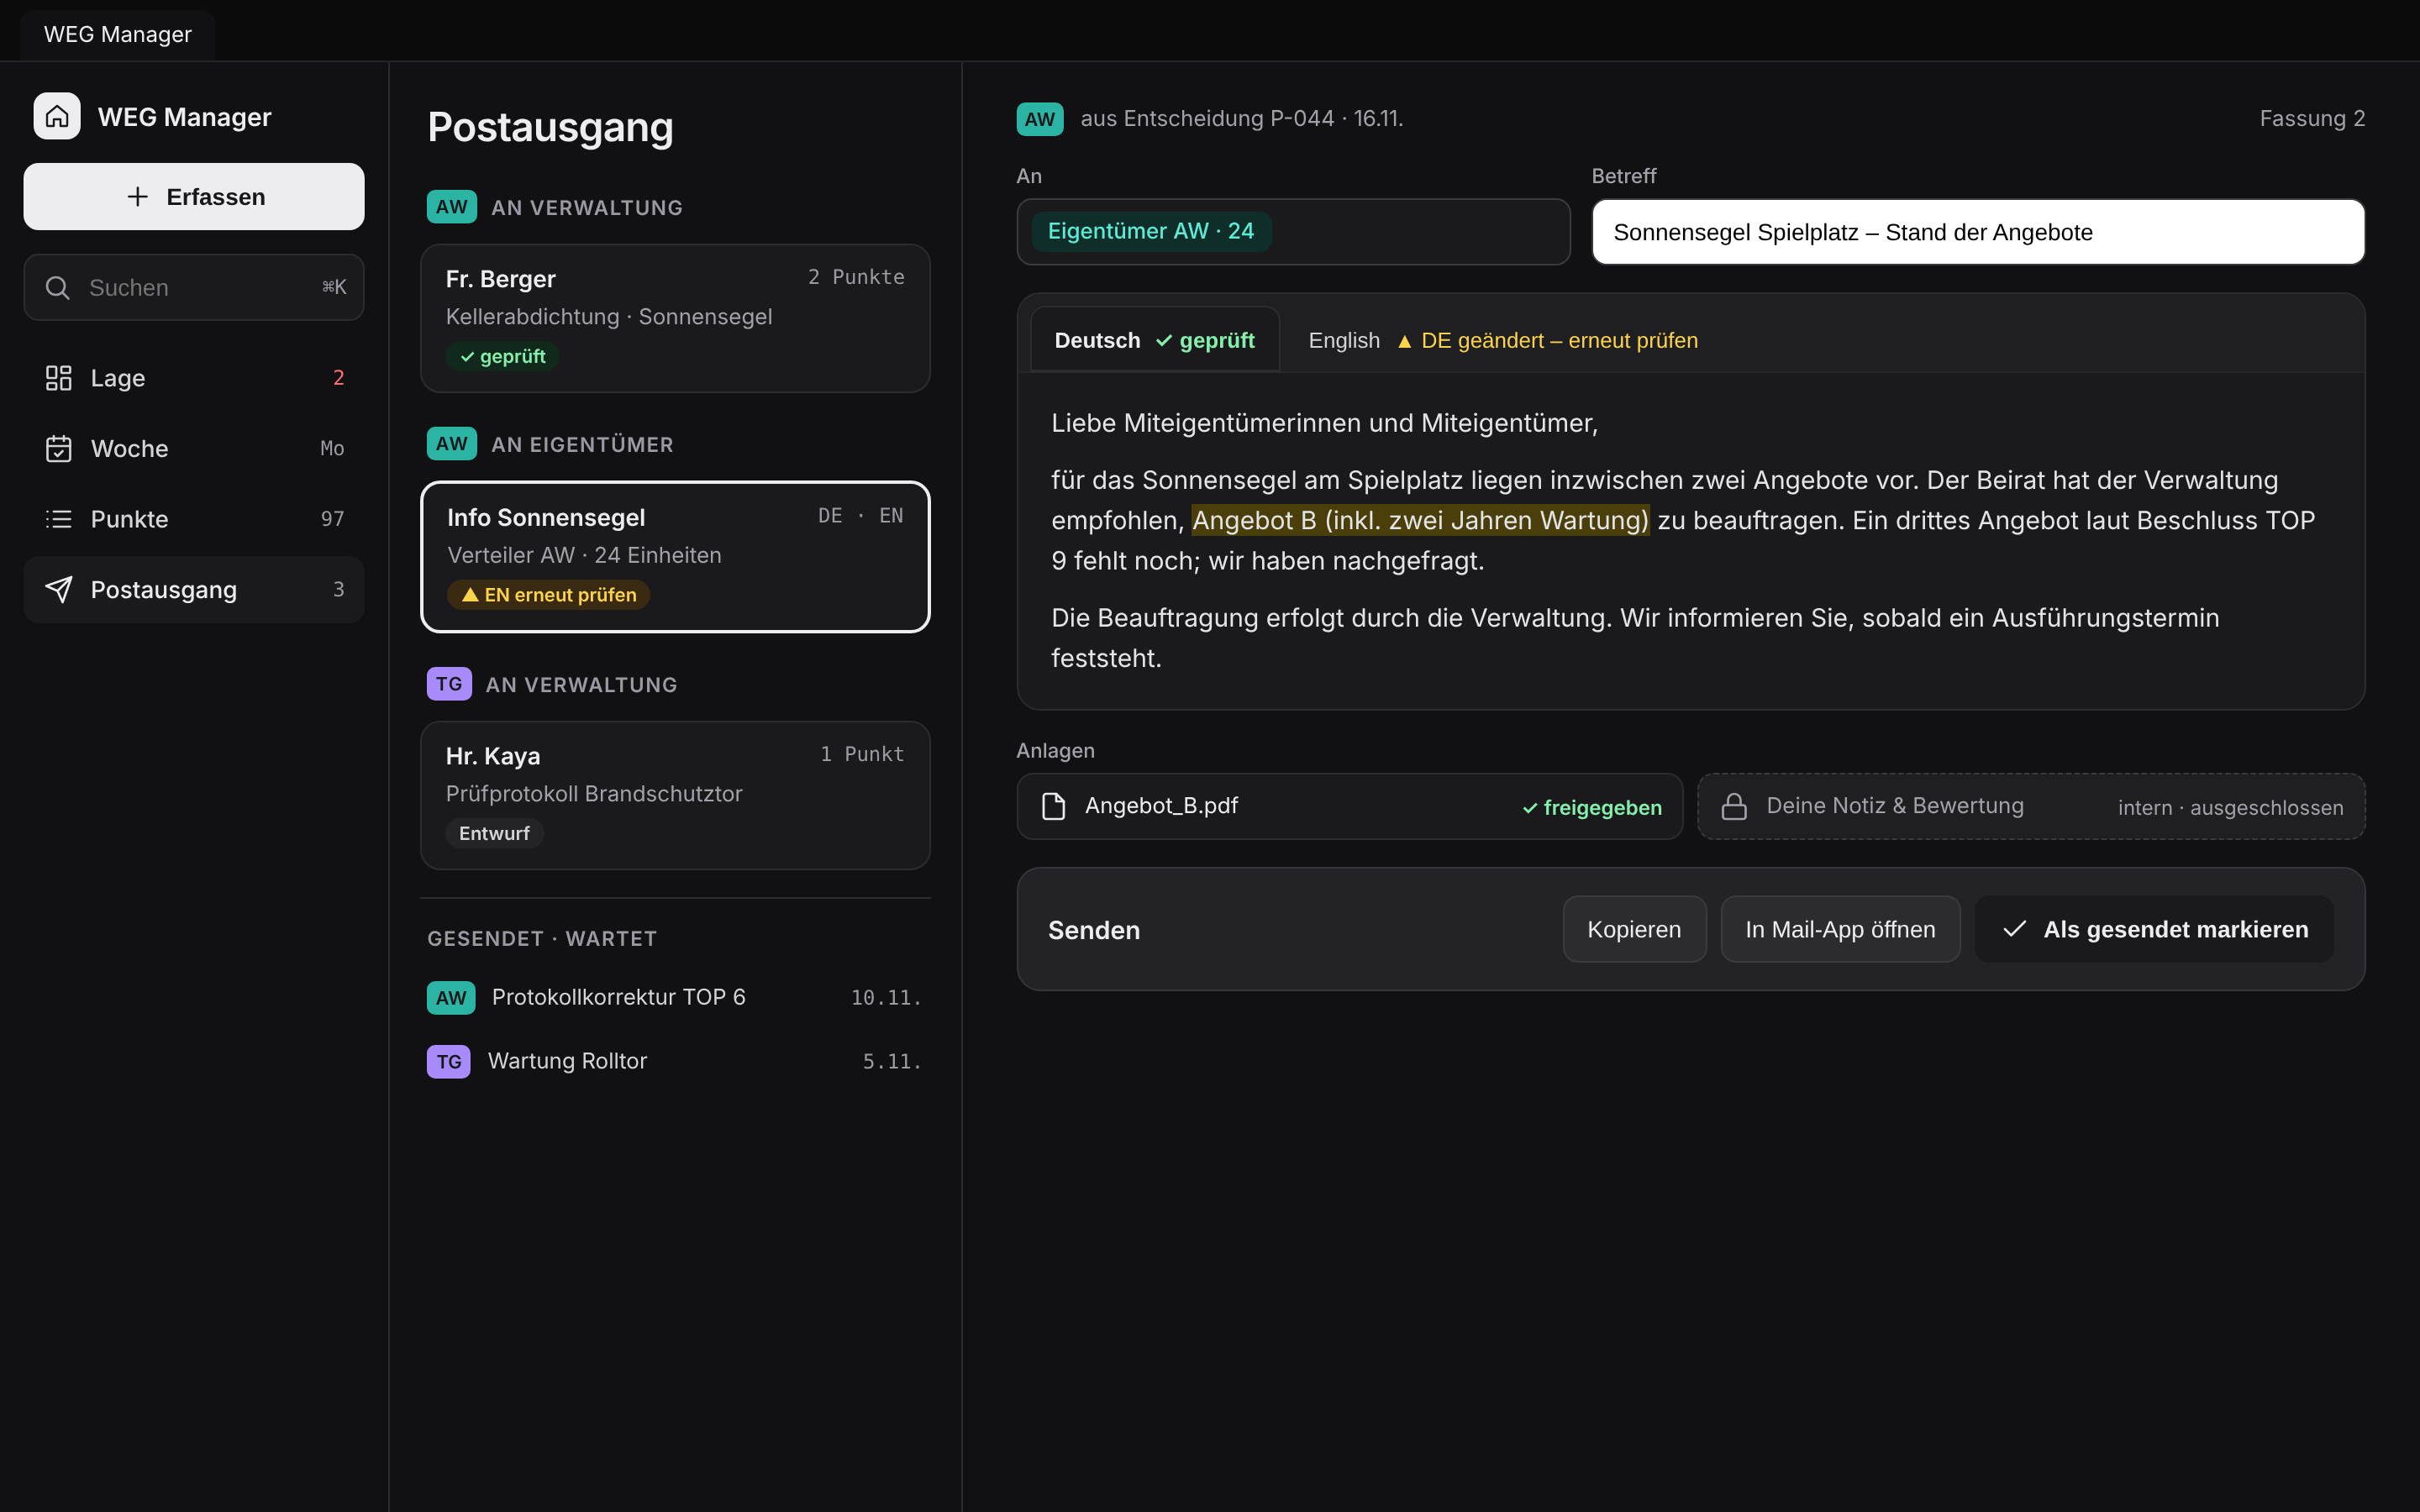 WEG Manager
WEG Manager
Erfassen
Suchen ⌘K
Lage 2
Woche Mo
Punkte 97
Postausgang 3
Postausgang
AW AN VERWALTUNG
Fr. Berger 2 Punkte
Kellerabdichtung · Sonnensegel
✓ geprüft
AW AN EIGENTÜMER
Info Sonnensegel DE · EN
Verteiler AW · 24 Einheiten
▲ EN erneut prüfen
TG AN VERWALTUNG
Hr. Kaya 1 Punkt
Prüfprotokoll Brandschutztor
Entwurf
GESENDET · WARTET
AW Protokollkorrektur TOP 6 10.11.
TG Wartung Rolltor 5.11.
AW aus Entscheidung P-044 · 16.11. Fassung 2
An
Eigentümer AW · 24
Betreff
Sonnensegel Spielplatz – Stand der Angebote
Deutsch ✓ geprüft English ▲ DE geändert – erneut prüfen
Liebe Miteigentümerinnen und Miteigentümer,
für das Sonnensegel am Spielplatz liegen inzwischen zwei Angebote vor. Der Beirat hat der Verwaltung
empfohlen, Angebot B (inkl. zwei Jahren Wartung) zu beauftragen. Ein drittes Angebot laut Beschluss TOP
9 fehlt noch; wir haben nachgefragt.
Die Beauftragung erfolgt durch die Verwaltung. Wir informieren Sie, sobald ein Ausführungstermin
feststeht.
Anlagen
Angebot_B.pdf ✓ freigegeben
Deine Notiz & Bewertung intern · ausgeschlossen
Senden Kopieren In Mail-App öffnen Als gesendet markieren